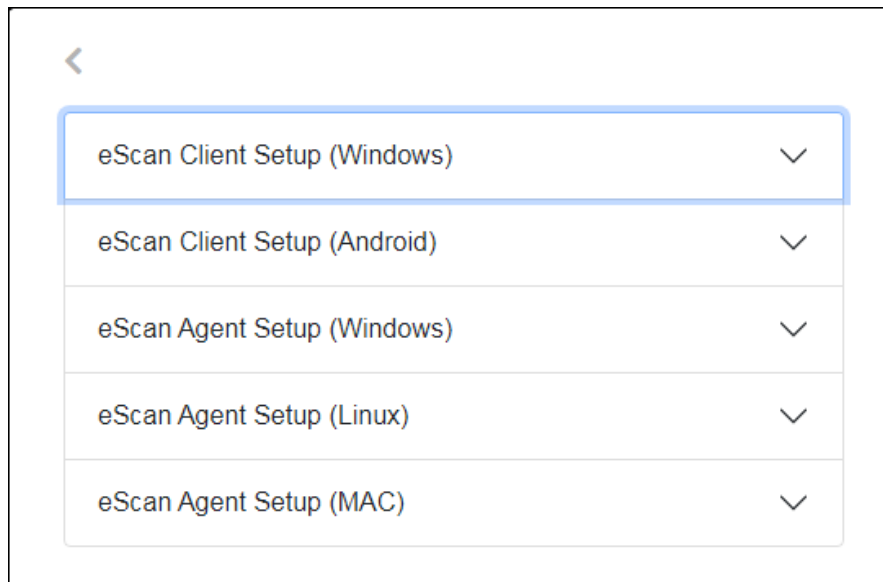 eScan Client Setup (Windows)
eScan Client Setup (Android)
eScan Agent Setup (Windows)
eScan Agent Setup (Linux)
eScan Agent Setup (MAC)